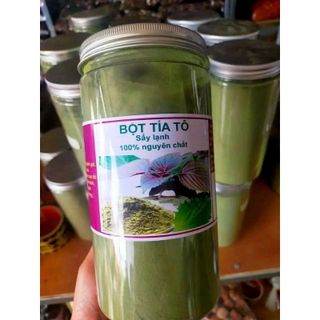 BỘT TÍA TÔ
Sấy lạnh
100% nguyên chất